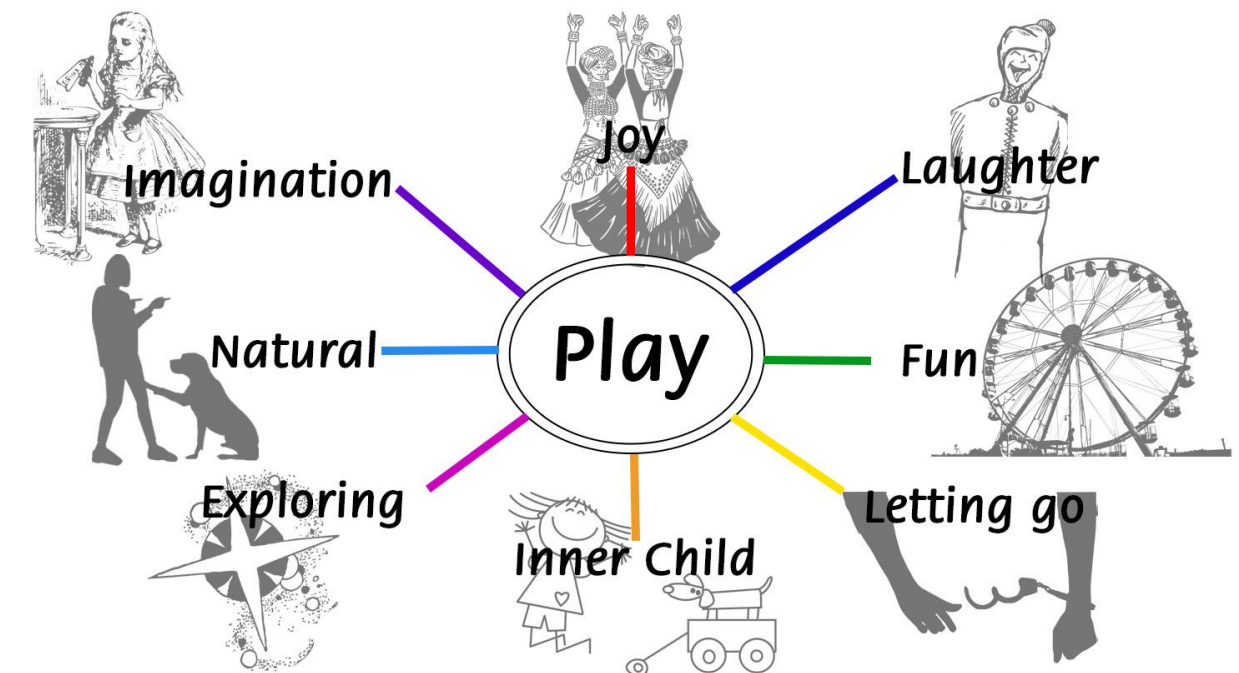 Joy
Laughter
Imagination
Natural
Play
Fun
Exploring
Letting go
Inner Child